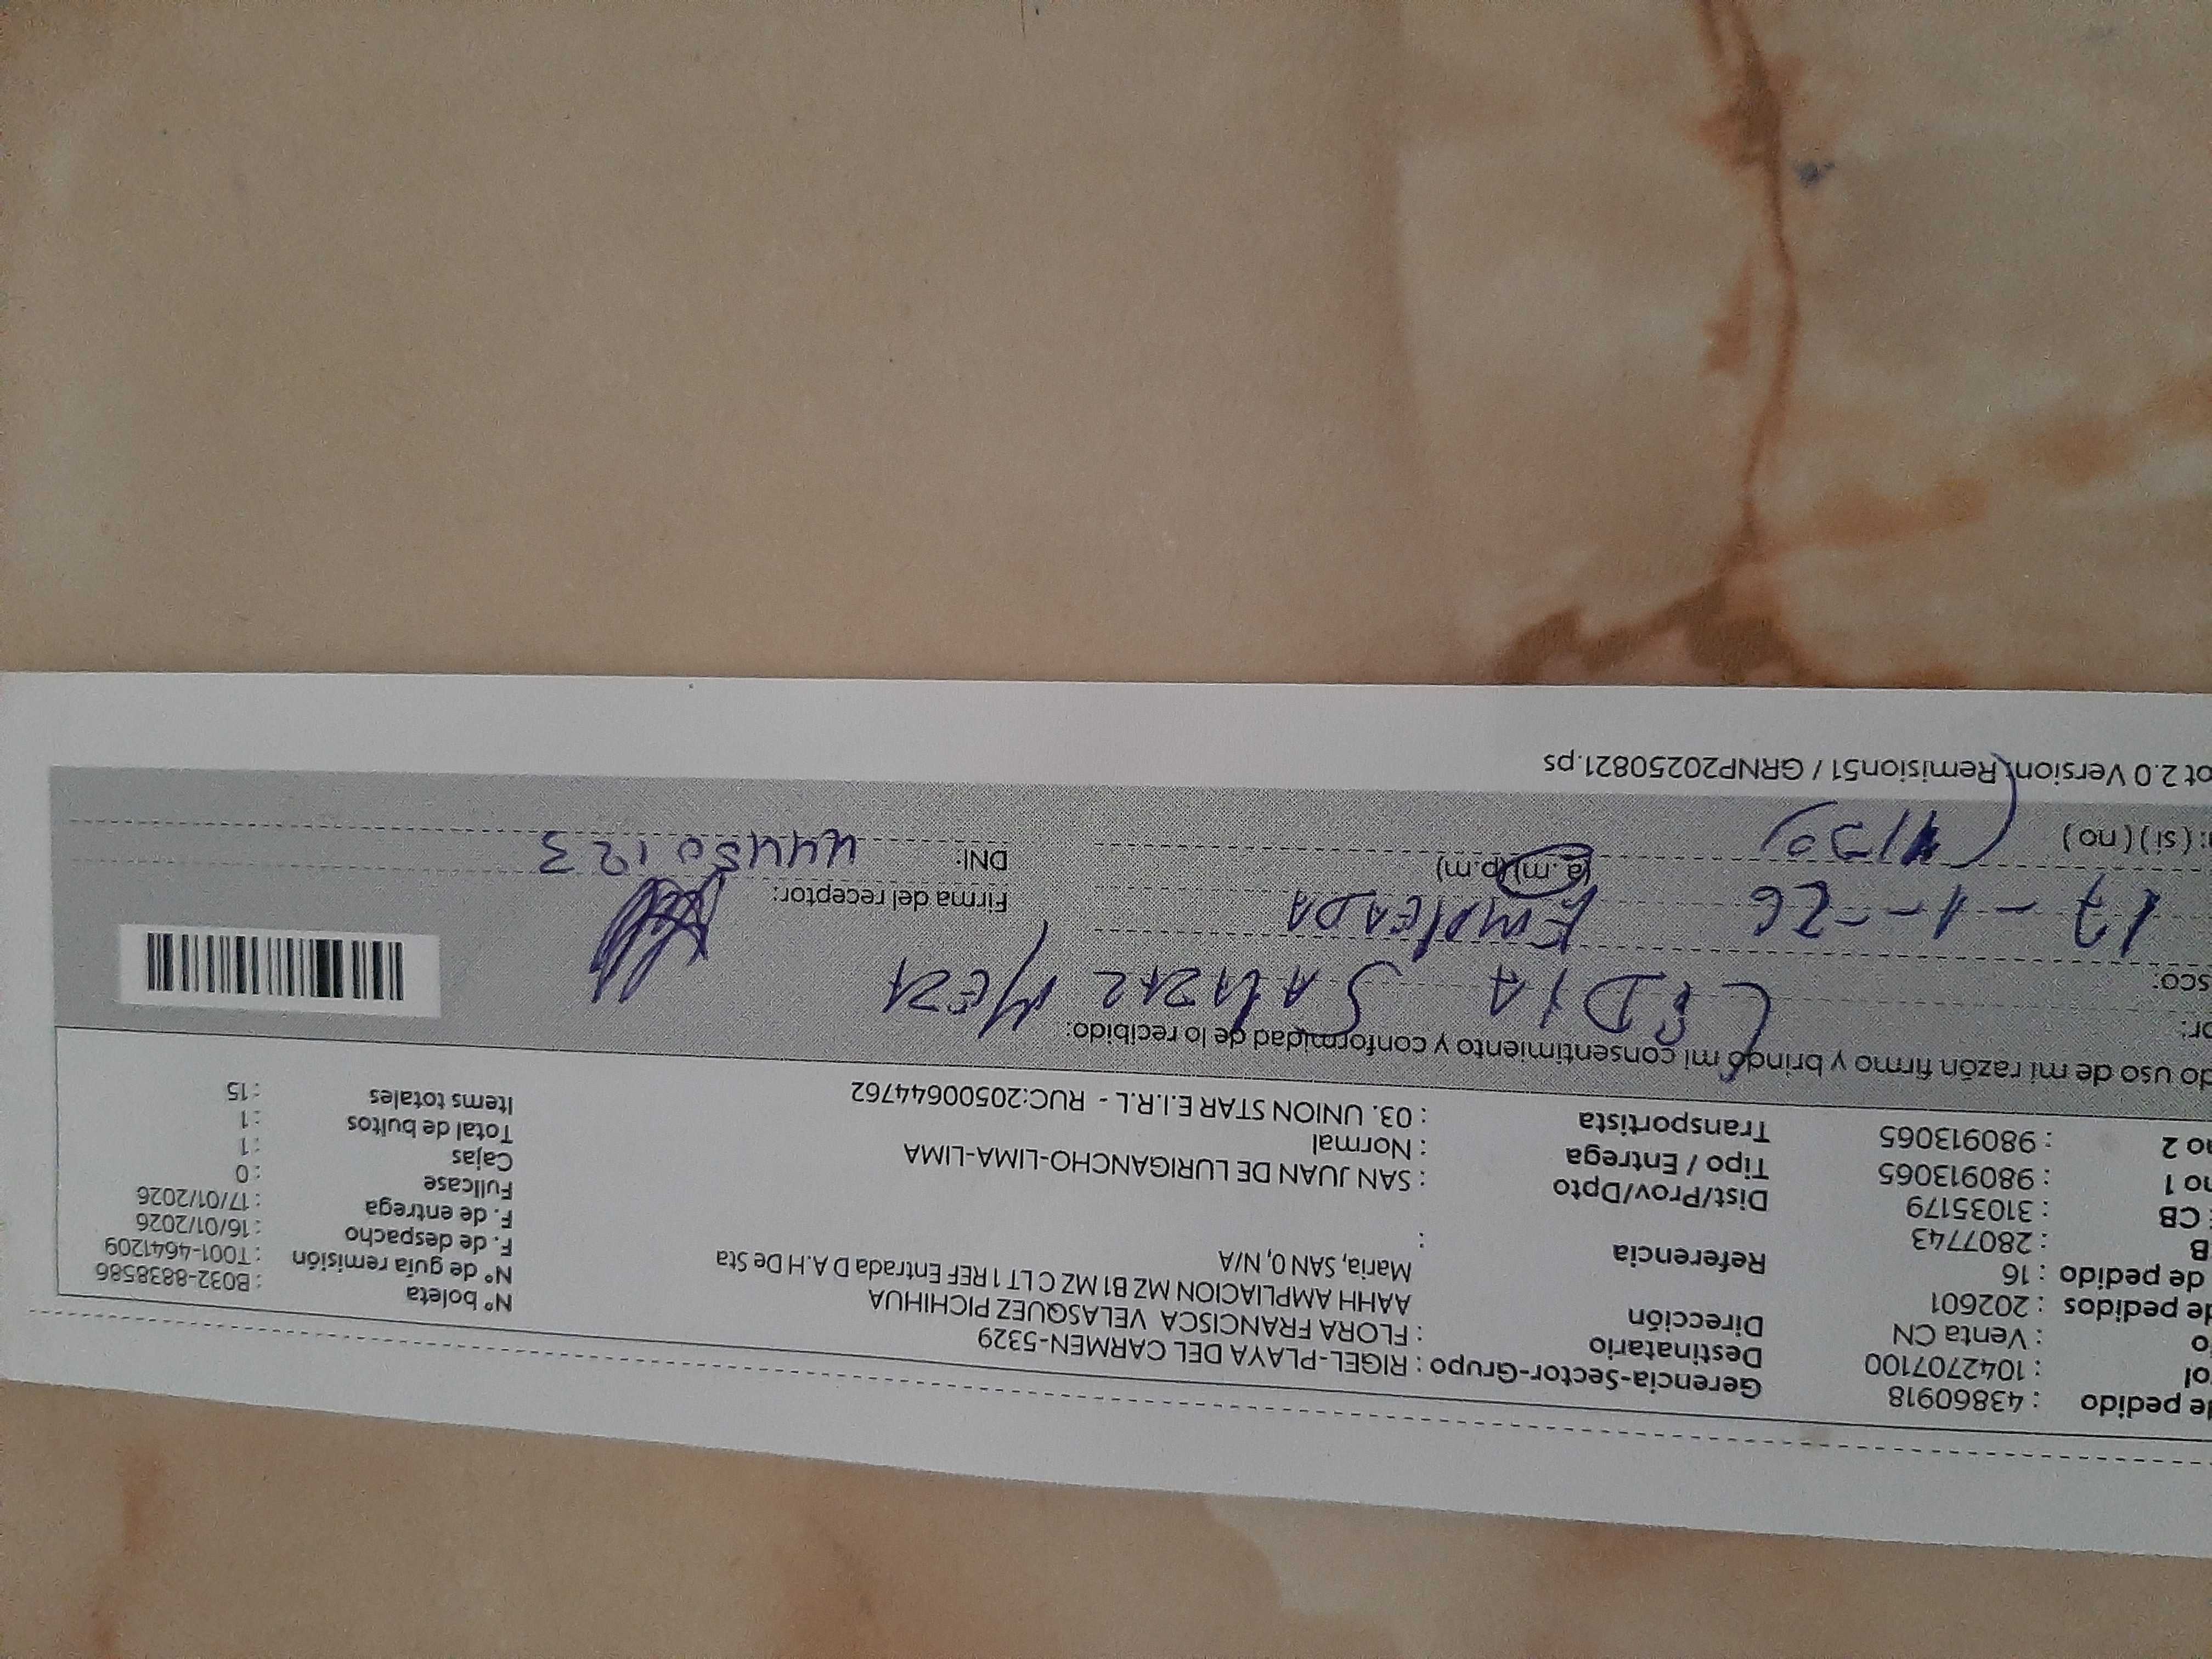 de pedido : 43860918 Gerencia-Sector-Grupo : RIGEL-PLAYA DEL CARMEN-5329
rol : 1042707100 Destinatario : FLORA FRANCISCA VELASQUEZ PICHIHUA Nº boleta : B032-8838586
o : Venta CN Dirección AAHH AMPLIACION MZ B1 MZ C LT 1 REF Entrada D A.H De Sta Nº de guía remisión : T001-4641209
de pedidos : 202601 Maria, SAN 0, N/A F. de despacho : 16/01/2026
de pedido : 16 Referencia : F. de entrega : 17/01/2026
B : 2807743 Fullcase : 0
CB : 31035179 Dist/Prov/Dpto : SAN JUAN DE LURIGANCHO-LIMA-LIMA Cajas : 1
no 1 : 980913065 Tipo / Entrega : Normal Total de bultos : 1
no 2 : 980913065 Transportista : 03. UNION STAR E.I.R.L - RUC:20500644762 Items totales : 15
do uso de mi razón firmo y brindo mi consentimiento y conformidad de lo recibido:
or: SALAZAR MEZA
sco: EMPLEADA Firma del receptor:
17-1-26 (a.m)(p.m) DNI: 44450123
: ( si ) ( no )
ot 2.0 Version: Remision51 / GRNP20250821.ps